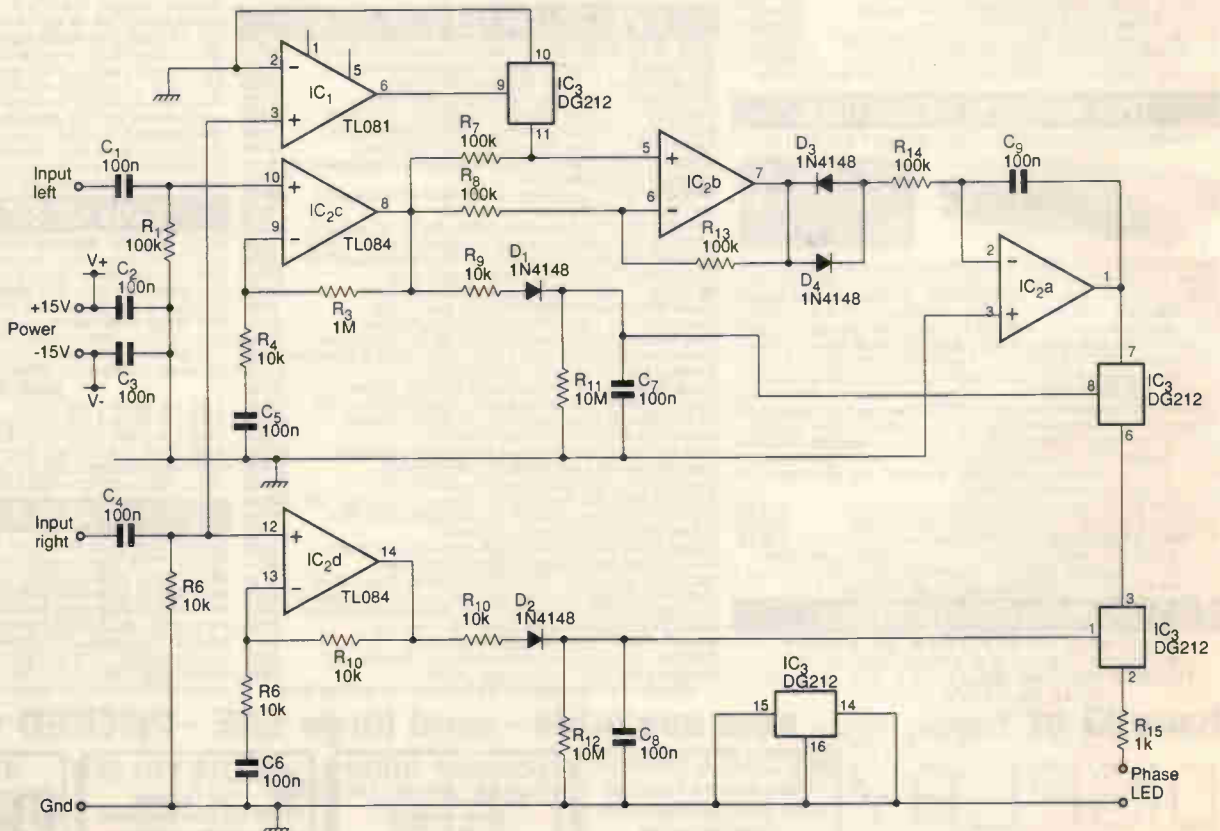 1
5
2
−
IC1
6
3
+
TL081
10
9
IC3
DG212
11
R7
100k
C1
100n
Input
left
10
+
IC2c
8
9
−
TL084
R8
100k
5
+
IC2b
7
6
−
D3
1N4148
R14
100k
C9
100n
R1
100k
R13
100k
D4
1N4148
2
−
IC2a
1
3
+
V+
C2
100n
+15V
Power
-15V
C3
100n
V-
R3
1M
R9
10k
D1
1N4148
R4
10k
R11
10M
C7
100n
C5
100n
7
8
IC3
DG212
6
C4
100n
Input
right
12
+
IC2d
14
13
−
TL084
R6
10k
R10
10k
D2
1N4148
R10
10k
3
1
IC3
DG212
2
R6
10k
R12
10M
C8
100n
IC3
DG212
15
14
16
R15
1k
C6
100n
Phase
LED
Gnd